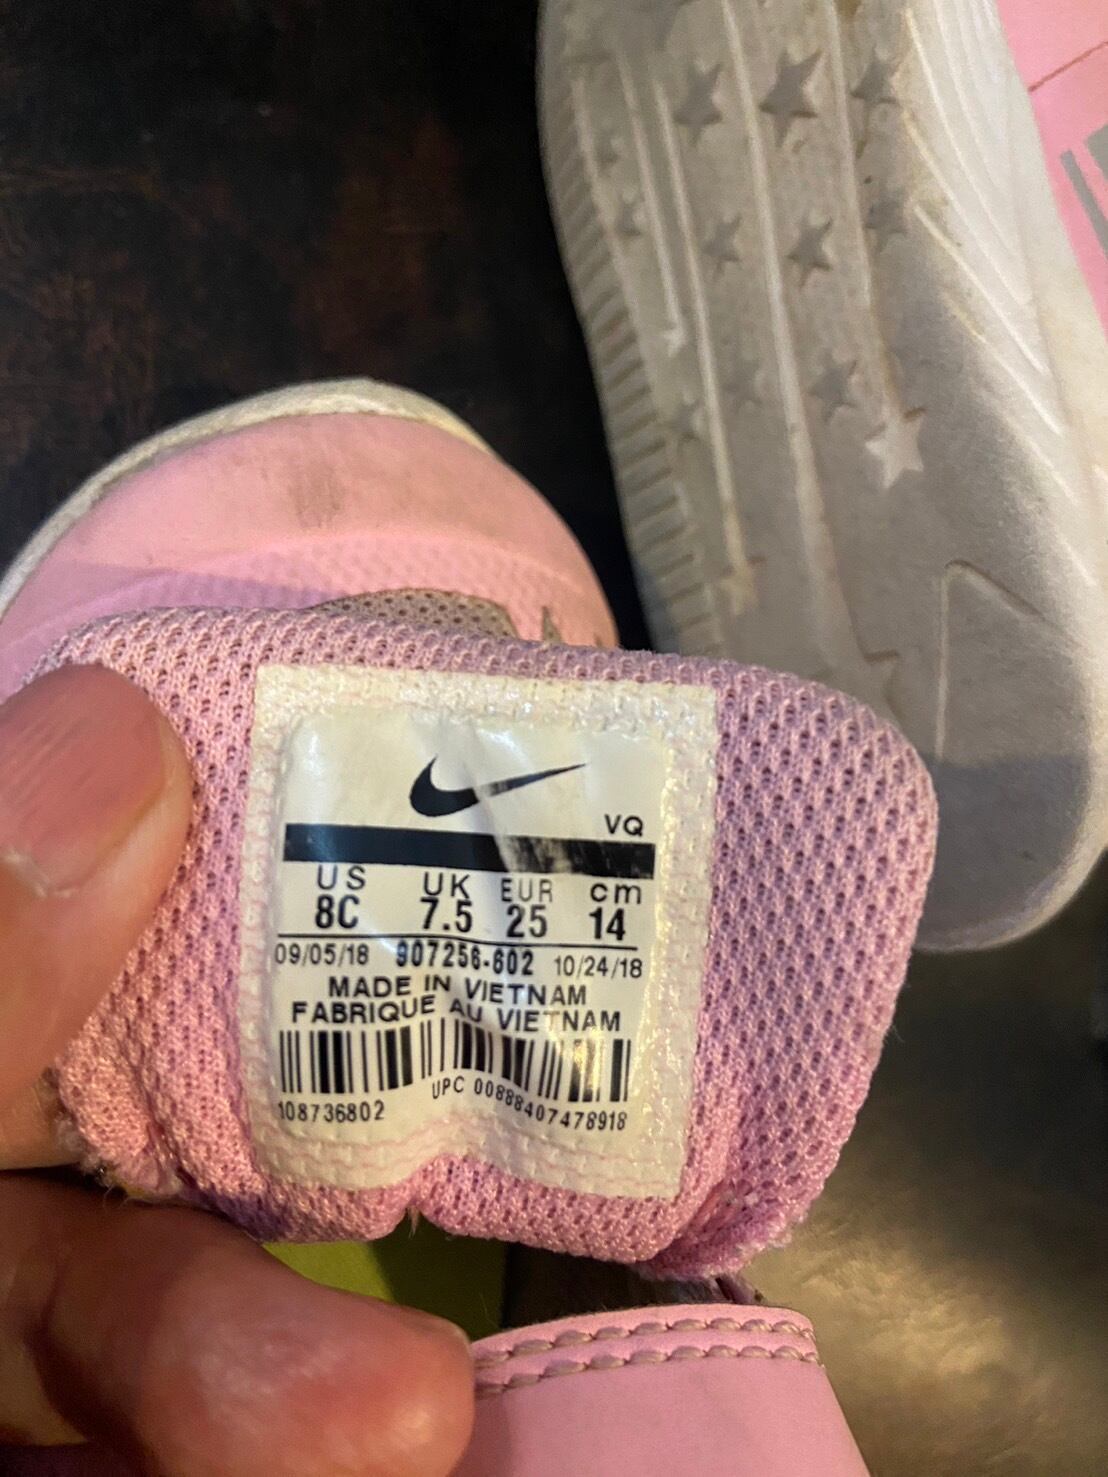 VQ
US UK EUR cm
8C 7.5 25 14
09/05/18 907256-602 10/24/18
MADE IN VIETNAM
FABRIQUE AU VIETNAM
108736802 UPC 00888407478918